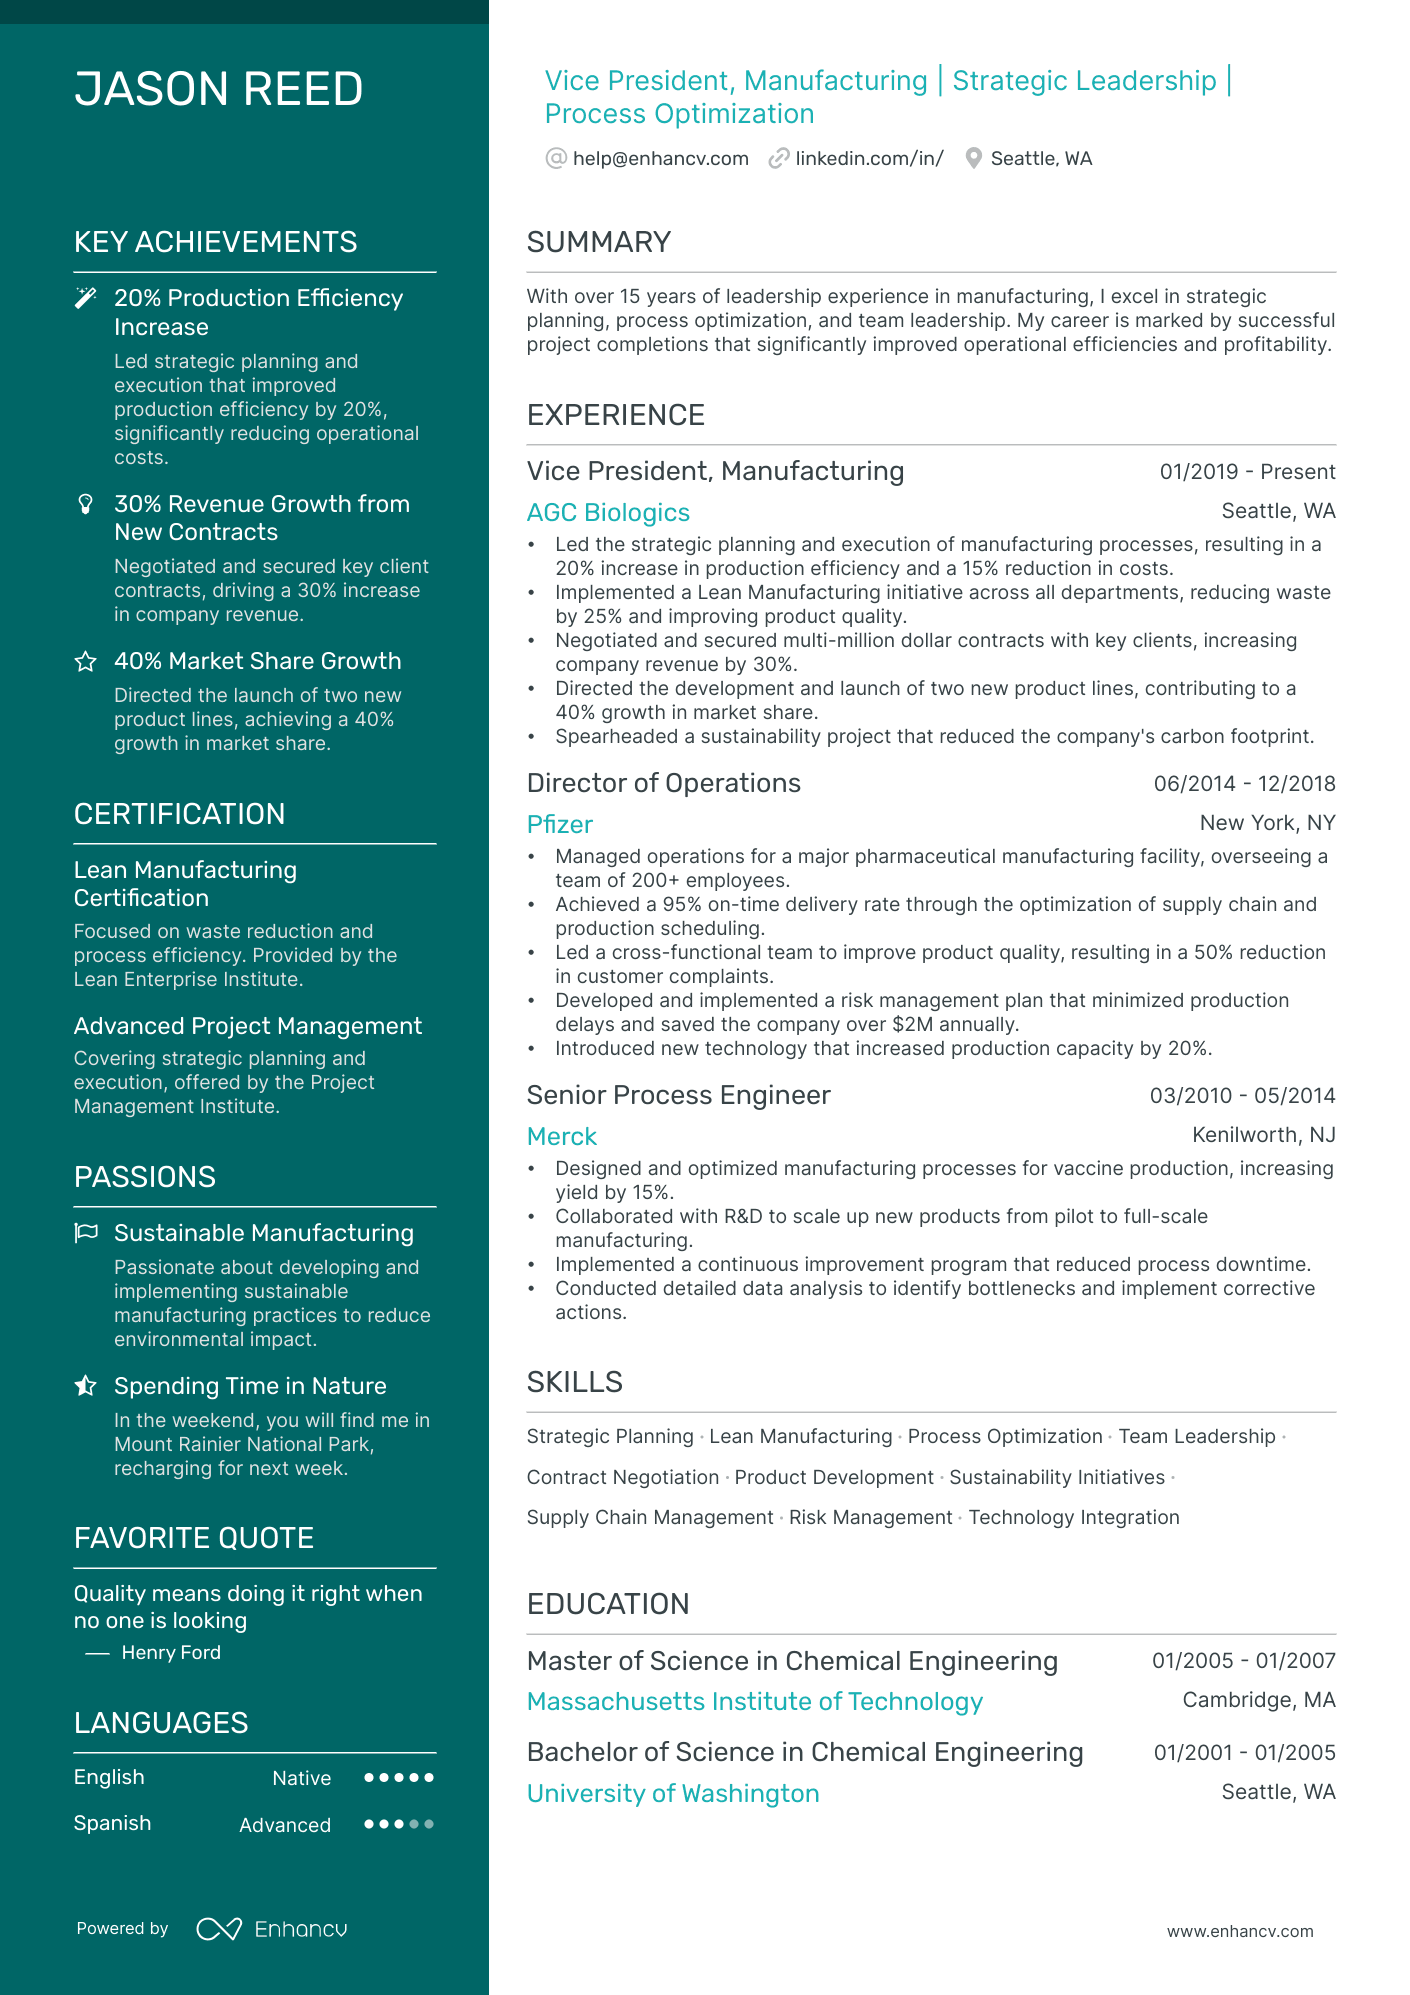 JASON REED
Vice President, Manufacturing | Strategic Leadership |
Process Optimization
help@enhancv.com linkedin.com/in/ Seattle, WA
KEY ACHIEVEMENTS
20% Production Efficiency
Increase
Led strategic planning and
execution that improved
production efficiency by 20%,
significantly reducing operational
costs.
30% Revenue Growth from
New Contracts
Negotiated and secured key client
contracts, driving a 30% increase
in company revenue.
40% Market Share Growth
Directed the launch of two new
product lines, achieving a 40%
growth in market share.
CERTIFICATION
Lean Manufacturing
Certification
Focused on waste reduction and
process efficiency. Provided by the
Lean Enterprise Institute.
Advanced Project Management
Covering strategic planning and
execution, offered by the Project
Management Institute.
PASSIONS
Sustainable Manufacturing
Passionate about developing and
implementing sustainable
manufacturing practices to reduce
environmental impact.
Spending Time in Nature
In the weekend, you will find me in
Mount Rainier National Park,
recharging for next week.
FAVORITE QUOTE
Quality means doing it right when
no one is looking
— Henry Ford
LANGUAGES
English Native
Spanish Advanced
Powered by Enhancv
SUMMARY
With over 15 years of leadership experience in manufacturing, I excel in strategic
planning, process optimization, and team leadership. My career is marked by successful
project completions that significantly improved operational efficiencies and profitability.
EXPERIENCE
Vice President, Manufacturing 01/2019 - Present
AGC Biologics Seattle, WA
• Led the strategic planning and execution of manufacturing processes, resulting in a
20% increase in production efficiency and a 15% reduction in costs.
• Implemented a Lean Manufacturing initiative across all departments, reducing waste
by 25% and improving product quality.
• Negotiated and secured multi-million dollar contracts with key clients, increasing
company revenue by 30%.
• Directed the development and launch of two new product lines, contributing to a
40% growth in market share.
• Spearheaded a sustainability project that reduced the company's carbon footprint.
Director of Operations 06/2014 - 12/2018
Pfizer New York, NY
• Managed operations for a major pharmaceutical manufacturing facility, overseeing a
team of 200+ employees.
• Achieved a 95% on-time delivery rate through the optimization of supply chain and
production scheduling.
• Led a cross-functional team to improve product quality, resulting in a 50% reduction
in customer complaints.
• Developed and implemented a risk management plan that minimized production
delays and saved the company over $2M annually.
• Introduced new technology that increased production capacity by 20%.
Senior Process Engineer 03/2010 - 05/2014
Merck Kenilworth, NJ
• Designed and optimized manufacturing processes for vaccine production, increasing
yield by 15%.
• Collaborated with R&D to scale up new products from pilot to full-scale
manufacturing.
• Implemented a continuous improvement program that reduced process downtime.
• Conducted detailed data analysis to identify bottlenecks and implement corrective
actions.
SKILLS
Strategic Planning · Lean Manufacturing · Process Optimization · Team Leadership ·
Contract Negotiation · Product Development · Sustainability Initiatives ·
Supply Chain Management · Risk Management · Technology Integration
EDUCATION
Master of Science in Chemical Engineering 01/2005 - 01/2007
Massachusetts Institute of Technology Cambridge, MA
Bachelor of Science in Chemical Engineering 01/2001 - 01/2005
University of Washington Seattle, WA
www.enhancv.com